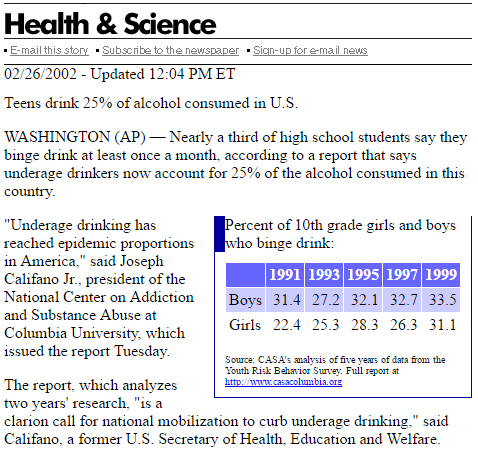 Health & Science
▪ E-mail this story ▪ Subscribe to the newspaper ▪ Sign-up for e-mail news
02/26/2002 - Updated 12:04 PM ET
Teens drink 25% of alcohol consumed in U.S.
WASHINGTON (AP) — Nearly a third of high school students say they
binge drink at least once a month, according to a report that says
underage drinkers now account for 25% of the alcohol consumed in this
country.
"Underage drinking has
reached epidemic proportions
in America," said Joseph
Califano Jr., president of the
National Center on Addiction
and Substance Abuse at
Columbia University, which
issued the report Tuesday.
Percent of 10th grade girls and boys
who binge drink:
1991 1993 1995 1997 1999
Boys 31.4 27.2 32.1 32.7 33.5
Girls 22.4 25.3 28.3 26.3 31.1
Source: CASA's analysis of five years of data from the
Youth Risk Behavior Survey. Full report at
http://www.casacolumbia.org
The report, which analyzes
two years' research, "is a
clarion call for national mobilization to curb underage drinking," said
Califano, a former U.S. Secretary of Health, Education and Welfare.